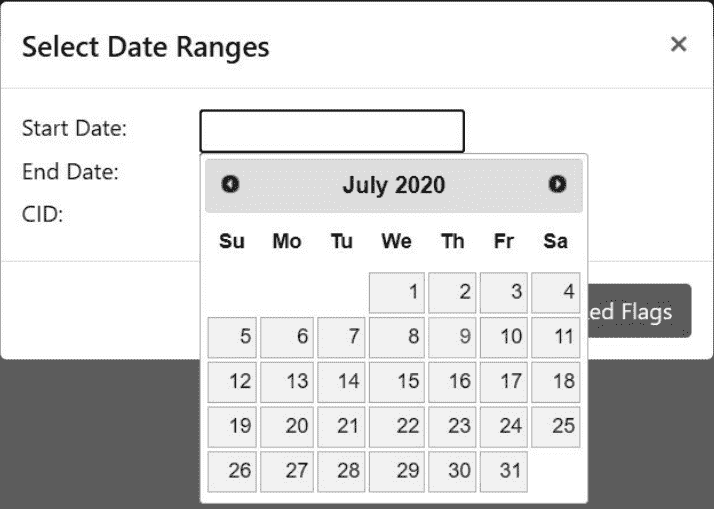 Select Date Ranges ×
Start Date:
End Date:
CID:
July 2020
Su Mo Tu We Th Fr Sa
1 2 3 4
5 6 7 8 9 10 11
12 13 14 15 16 17 18
19 20 21 22 23 24 25
26 27 28 29 30 31
ed Flags